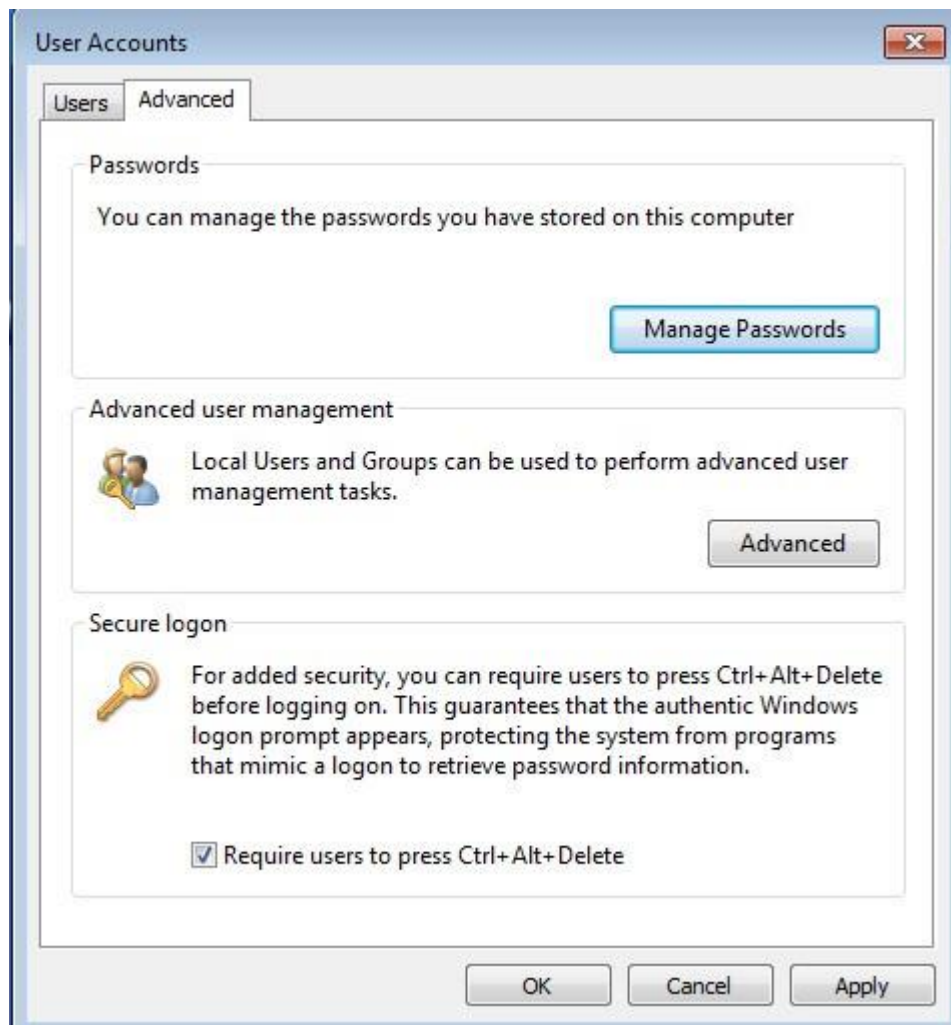 User Accounts
Users
Advanced
Passwords
You can manage the passwords you have stored on this computer
Manage Passwords
Advanced user management
Local Users and Groups can be used to perform advanced user
management tasks.
Advanced
Secure logon
For added security, you can require users to press Ctrl+Alt+Delete
before logging on. This guarantees that the authentic Windows
logon prompt appears, protecting the system from programs
that mimic a logon to retrieve password information.
Require users to press Ctrl+Alt+Delete
OK
Cancel
Apply